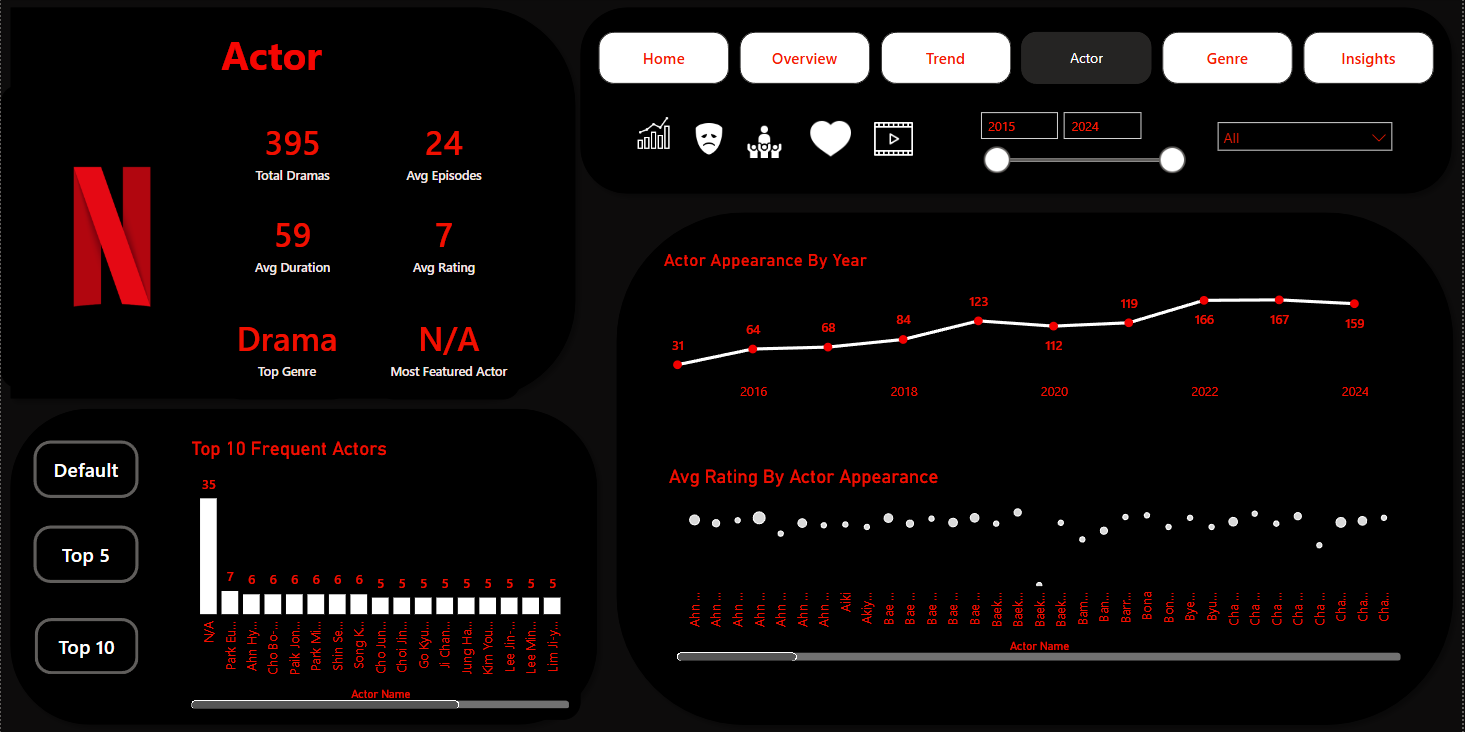 Actor
395
24
Total Dramas
Avg Episodes
59
7
Avg Duration
Avg Rating
Drama
N/A
Top Genre
Most Featured Actor
Home
Overview
Trend
Actor
Genre
Insights
2015
2024
All
Actor Appearance By Year
31
64
68
84
123
112
119
166
167
159
2016
2018
2020
2022
2024
Default
Top 5
Top 10
Top 10 Frequent Actors
35
7
6
6
6
6
6
6
5
5
5
5
5
5
5
5
5
N/A
Park Eu...
Ahn Hy...
Cho Bo-...
Paik Jon...
Park Mi...
Shin Se...
Song K...
Cho Jun...
Choi Jin...
Go Kyu...
Ji Chan...
Jung Ha...
Kim You...
Lee Jin-...
Lee Min...
Lim Ji-y...
Actor Name
Avg Rating By Actor Appearance
Ahn ...
Ahn ...
Ahn ...
Ahn ...
Ahn ...
Ahn ...
Ahn ...
Aiki
Akiy...
Bae ...
Bae ...
Bae ...
Bae ...
Bae ...
Baek...
Baek...
Baek...
Baek...
Bam...
Ban...
Barr...
Bona
Bon...
Bye...
Byu...
Cha ...
Cha ...
Cha ...
Cha ...
Cha ...
Cha...
Cha...
Cha...
Actor Name